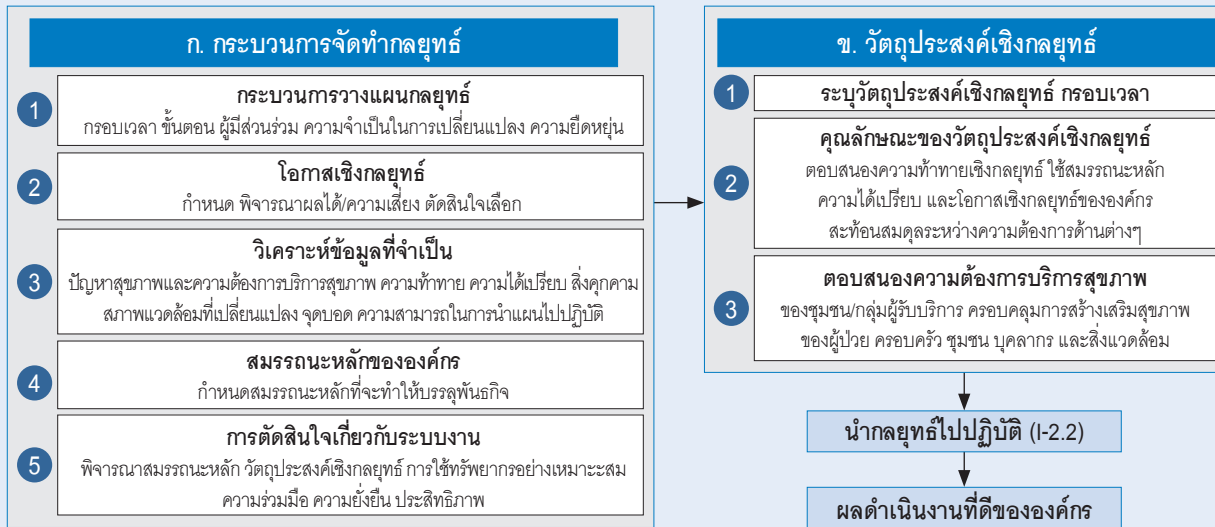 ก. กระบวนการจัดทำกลยุทธ์
1
กระบวนการวางแผนกลยุทธ์
กรอบเวลา ขั้นตอน ผู้มีส่วนร่วม ความจำเป็นในการเปลี่ยนแปลง ความยืดหยุ่น
2
โอกาสเชิงกลยุทธ์
กำหนด พิจารณาผลได้/ความเสี่ยง ตัดสินใจเลือก
3
วิเคราะห์ข้อมูลที่จำเป็น
ปัญหาสุขภาพและความต้องการบริการสุขภาพ ความท้าทาย ความได้เปรียบ สิ่งคุกคาม
สภาพแวดล้อมที่เปลี่ยนแปลง จุดบอด ความสามารถในการนำแผนไปปฏิบัติ
4
สมรรถนะหลักขององค์กร
กำหนดสมรรถนะหลักที่จะทำให้บรรลุพันธกิจ
5
การตัดสินใจเกี่ยวกับระบบงาน
พิจารณาสมรรถนะหลัก วัตถุประสงค์เชิงกลยุทธ์ การใช้ทรัพยากรอย่างเหมาะะสม
ความร่วมมือ ความยั่งยืน ประสิทธิภาพ
ข. วัตถุประสงค์เชิงกลยุทธ์
1
ระบุวัตถุประสงค์เชิงกลยุทธ์ กรอบเวลา
2
คุณลักษณะของวัตถุประสงค์เชิงกลยุทธ์
ตอบสนองความท้าทายเชิงกลยุทธ์ ใช้สมรรถนะหลัก
ความได้เปรียบ และโอกาสเชิงกลยุทธ์ขององค์กร
สะท้อนสมดุลระหว่างความต้องการด้านต่างๆ
3
ตอบสนองความต้องการบริการสุขภาพ
ของชุมชน/กลุ่มผู้รับบริการ ครอบคลุมการสร้างเสริมสุขภาพ
ของผู้ป่วย ครอบครัว ชุมชน บุคลากร และสิ่งแวดล้อม
นำกลยุทธ์ไปปฏิบัติ (I-2.2)
ผลดำเนินงานที่ดีขององค์กร